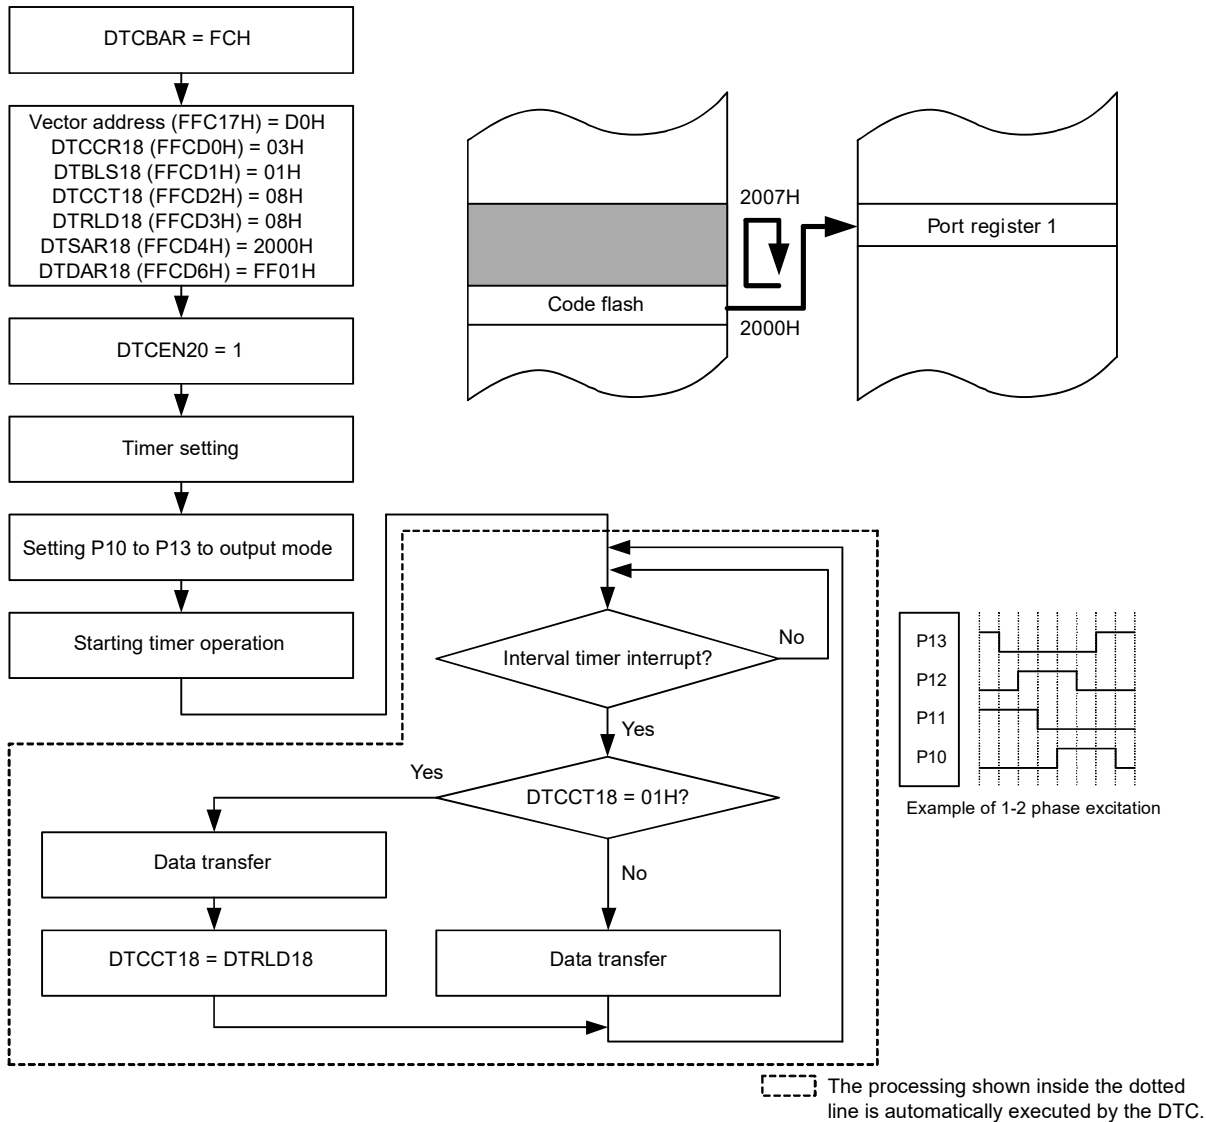 DTCBAR = FCH
Vector address (FFC17H) = D0H
DTCCR18 (FFCD0H) = 03H
DTBLS18 (FFCD1H) = 01H
DTCCT18 (FFCD2H) = 08H
DTRLD18 (FFCD3H) = 08H
DTSAR18 (FFCD4H) = 2000H
DTDAR18 (FFCD6H) = FF01H
DTCEN20 = 1
Timer setting
Setting P10 to P13 to output mode
Starting timer operation
2007H
Port register 1
Code flash
2000H
Interval timer interrupt?
No
Yes
DTCCT18 = 01H?
Yes
No
Data transfer
DTCCT18 = DTRLD18
Data transfer
P13
P12
P11
P10
Example of 1-2 phase excitation
The processing shown inside the dotted
line is automatically executed by the DTC.